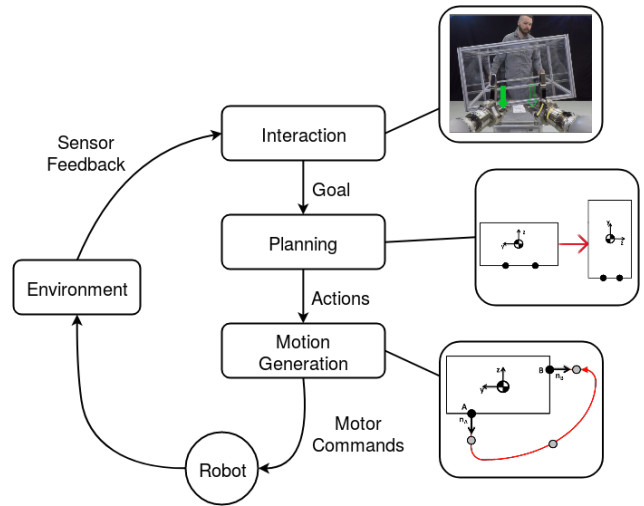 Interaction
Sensor
Feedback
Goal
Planning
z
y
y
z
Environment
Actions
Motion
Generation
z
y
B
n
A
n
A
Motor
Commands
Robot